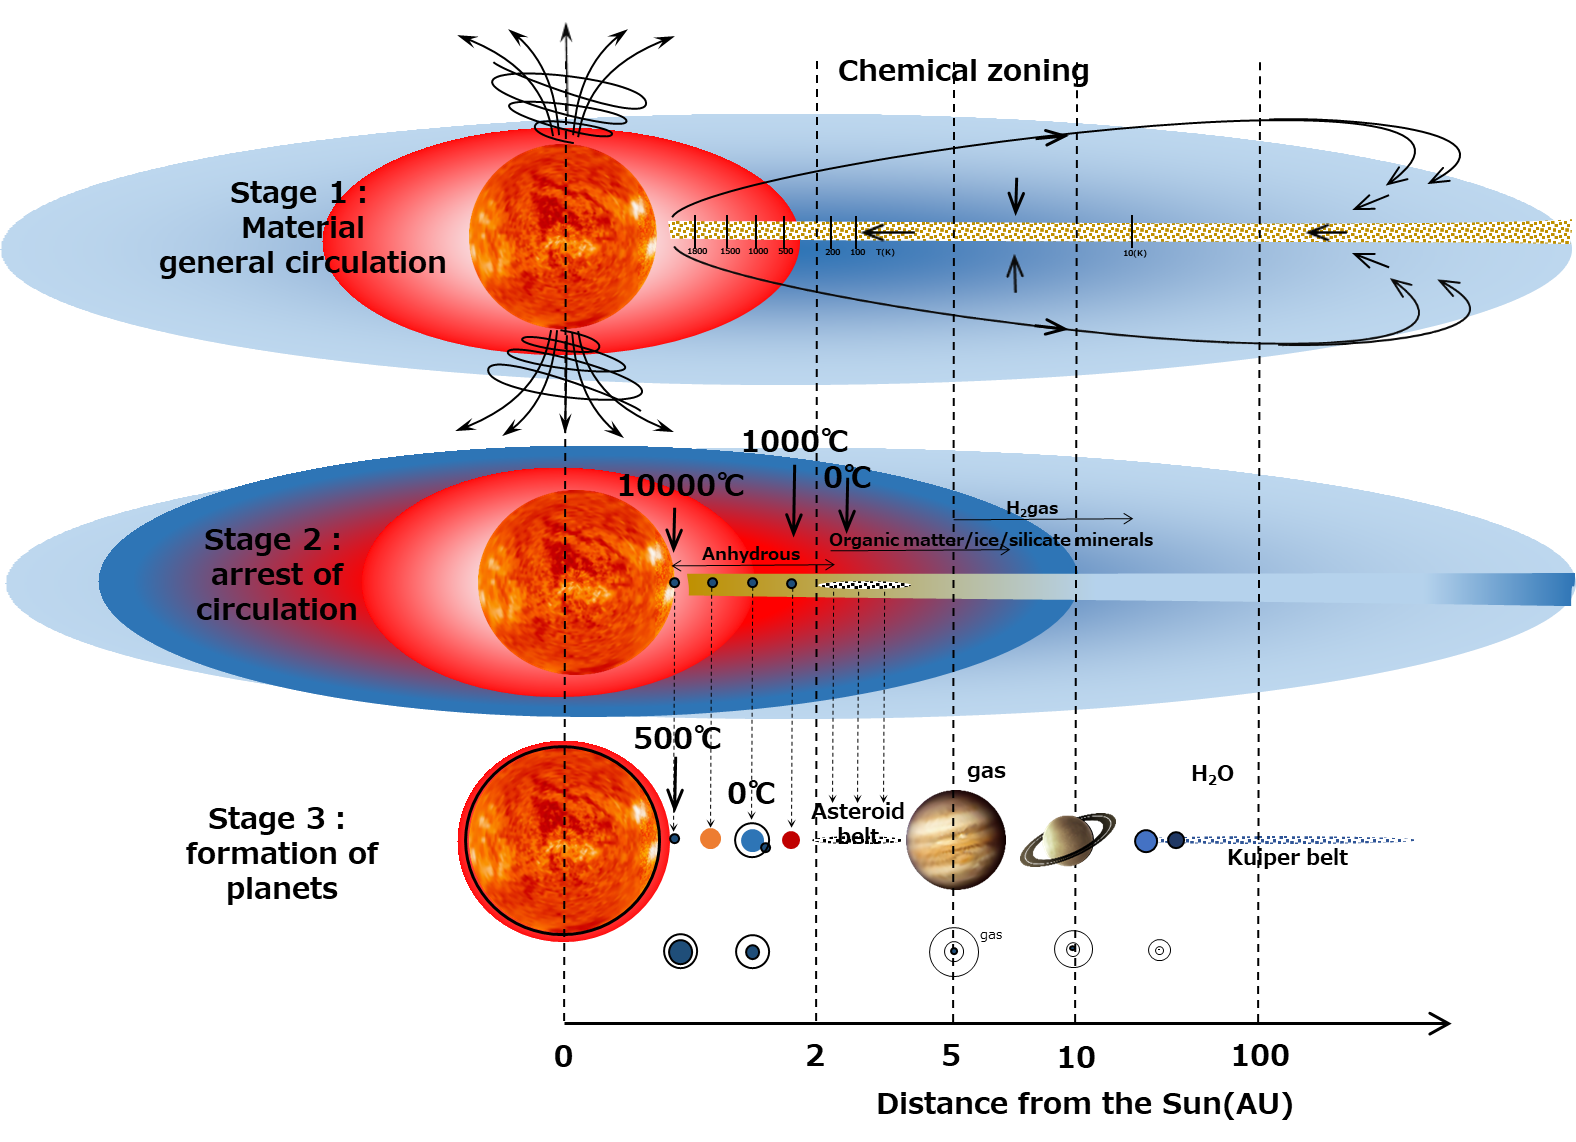 Chemical zoning
Stage 1 :
Material
general circulation
1800 1500 1000 500 200 100 T(K) 10(K)
1000℃
10000℃ 0℃
H₂gas
Stage 2 :
arrest of
circulation
Organic matter/ice/silicate minerals
Anhydrous
500℃
gas
H₂O
0℃
Stage 3 :
formation of
planets
Asteroid
belt
Kuiper belt
gas
0 2 5 10 100
Distance from the Sun(AU)